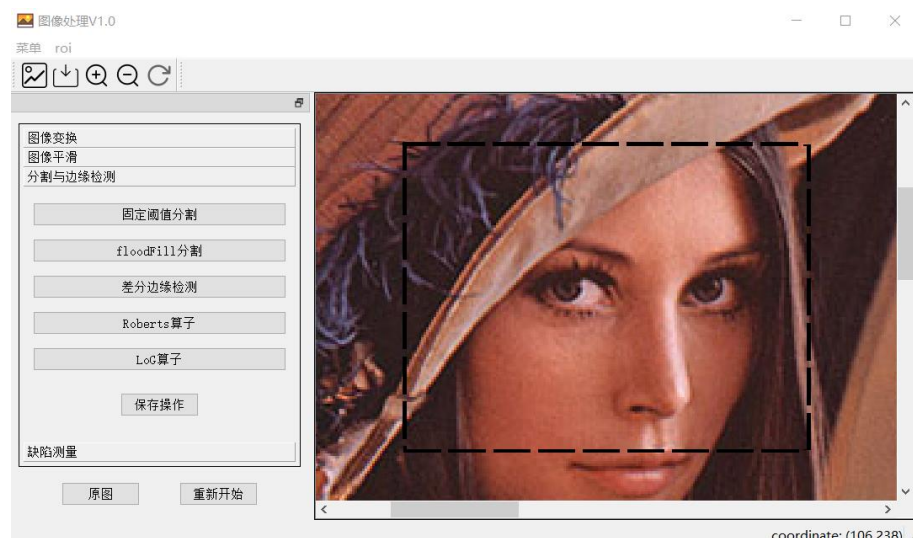 图像处理V1.0
菜单 roi
图像变换
图像平滑
分割与边缘检测
固定阈值分割
floodFill分割
差分边缘检测
Roberts算子
LoG算子
保存操作
缺陷测量
原图 重新开始
coordinate: (106,238)